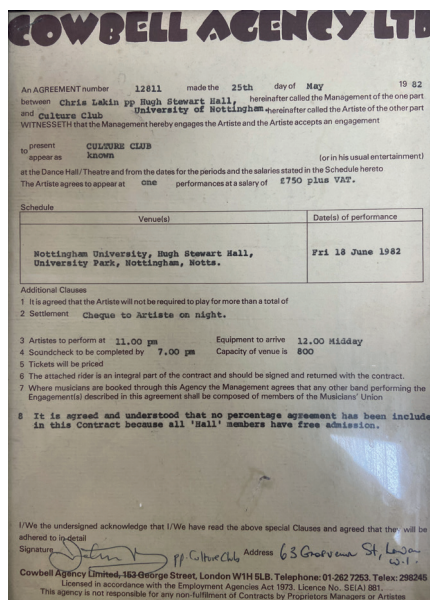 COWBELL AGENCY LTD
An AGREEMENT number 12811 made the 25th day of May 19 82
between Chris Lakin pp Hugh Stewart Hall, hereinafter called the Management of the one part
University of Nottingham
and Culture Club hereinafter called the Artiste of the other part
WITNESSETH that the Management hereby engages the Artiste and the Artiste accepts an engagement
to present CULTURE CLUB
appear as known (or in his usual entertainment)
at the Dance Hall/Theatre and from the dates for the periods and the salaries stated in the Schedule hereto
The Artiste agrees to appear at one performances at a salary of £750 plus VAT.
Schedule
Venue(s) Date(s) of performance
Nottingham University, Hugh Stewart Hall, Fri 18 June 1982
University Park, Nottingham, Notts.
Additional Clauses
1 It is agreed that the Artiste will not be required to play for more than a total of
2 Settlement Cheque to Artiste on night.
3 Artistes to perform at 11.00 pm Equipment to arrive 12.00 Midday
4 Soundcheck to be completed by 7.00 pm Capacity of venue is 800
5 Tickets will be priced
6 The attached rider is an integral part of the contract and should be signed and returned with the contract.
7 Where musicians are booked through this Agency the Management agrees that any other band performing the
Engagement(s) described in this agreement shall be composed of members of the Musicians' Union
8 It is agreed and understood that no percentage agreement has been include
in this Contract because all 'Hall' members have free admission.
I/We the undersigned acknowledge that I/We have read the above special Clauses and agreed that they will be
adhered to in detail
Signature pp. Culture Club Address 63 Grosvenor St, London
W.1.
Cowbell Agency Limited, 153 George Street, London W1H 5LB. Telephone: 01-262 7253. Telex: 298245
Licensed in accordance with the Employment Agencies Act 1973. Licence No. SE(A) 881.
This agency is not responsible for any non-fulfilment of Contracts by Proprietors Managers or Artistes